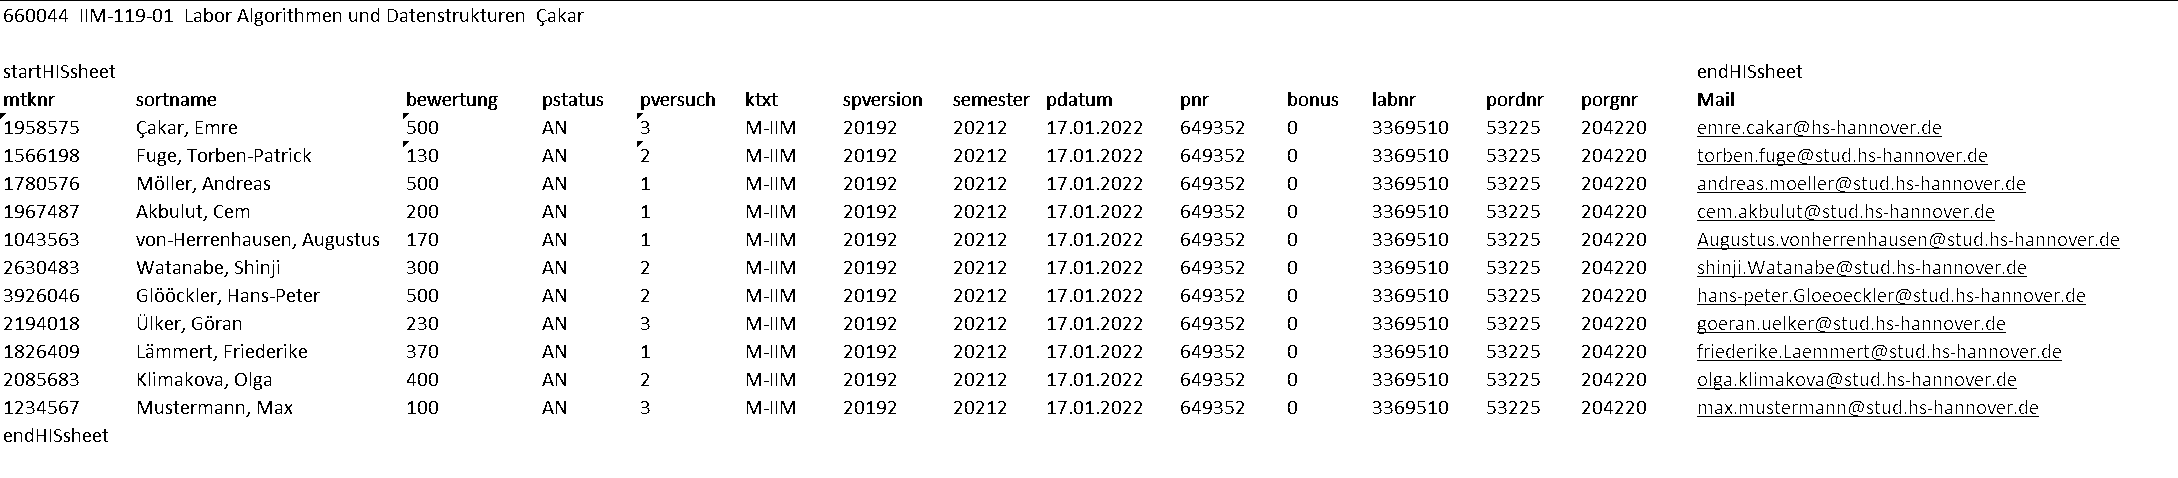 660044 IIM-119-01 Labor Algorithmen und Datenstrukturen Çakar
startHISsheet endHISsheet
mtknr sortname bewertung pstatus pversuch ktxt spversion semester pdatum pnr bonus labnr pordnr porgnr Mail
1958575 Çakar, Emre 500 AN 3 M-IIM 20192 20212 17.01.2022 649352 0 3369510 53225 204220 emre.cakar@hs-hannover.de
1566198 Fuge, Torben-Patrick 130 AN 2 M-IIM 20192 20212 17.01.2022 649352 0 3369510 53225 204220 torben.fuge@stud.hs-hannover.de
1780576 Möller, Andreas 500 AN 1 M-IIM 20192 20212 17.01.2022 649352 0 3369510 53225 204220 andreas.moeller@stud.hs-hannover.de
1967487 Akbulut, Cem 200 AN 1 M-IIM 20192 20212 17.01.2022 649352 0 3369510 53225 204220 cem.akbulut@stud.hs-hannover.de
1043563 von-Herrenhausen, Augustus 170 AN 1 M-IIM 20192 20212 17.01.2022 649352 0 3369510 53225 204220 Augustus.vonherrenhausen@stud.hs-hannover.de
2630483 Watanabe, Shinji 300 AN 2 M-IIM 20192 20212 17.01.2022 649352 0 3369510 53225 204220 shinji.Watanabe@stud.hs-hannover.de
3926046 Glööckler, Hans-Peter 500 AN 2 M-IIM 20192 20212 17.01.2022 649352 0 3369510 53225 204220 hans-peter.Gloeoeckler@stud.hs-hannover.de
2194018 Ülker, Göran 230 AN 3 M-IIM 20192 20212 17.01.2022 649352 0 3369510 53225 204220 goeran.uelker@stud.hs-hannover.de
1826409 Lämmert, Friederike 370 AN 1 M-IIM 20192 20212 17.01.2022 649352 0 3369510 53225 204220 friederike.Laemmert@stud.hs-hannover.de
2085683 Klimakova, Olga 400 AN 2 M-IIM 20192 20212 17.01.2022 649352 0 3369510 53225 204220 olga.klimakova@stud.hs-hannover.de
1234567 Mustermann, Max 100 AN 3 M-IIM 20192 20212 17.01.2022 649352 0 3369510 53225 204220 max.mustermann@stud.hs-hannover.de
endHISsheet